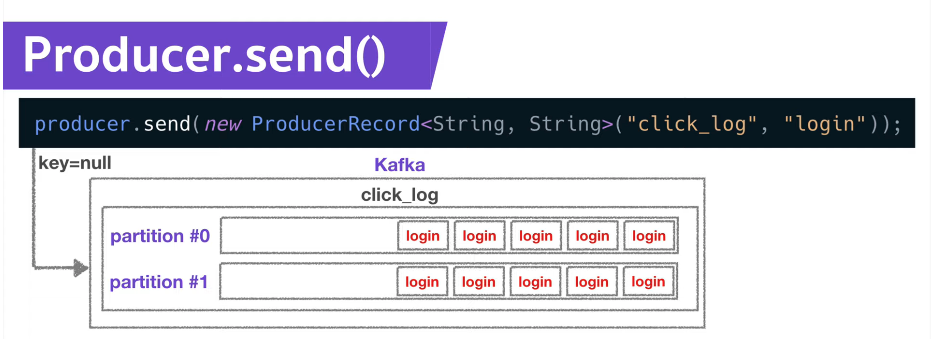 Producer.send()
producer.send(new ProducerRecord<String, String>("click_log", "login"));
key=null
Kafka
click_log
partition #0 login login login login login
partition #1 login login login login login